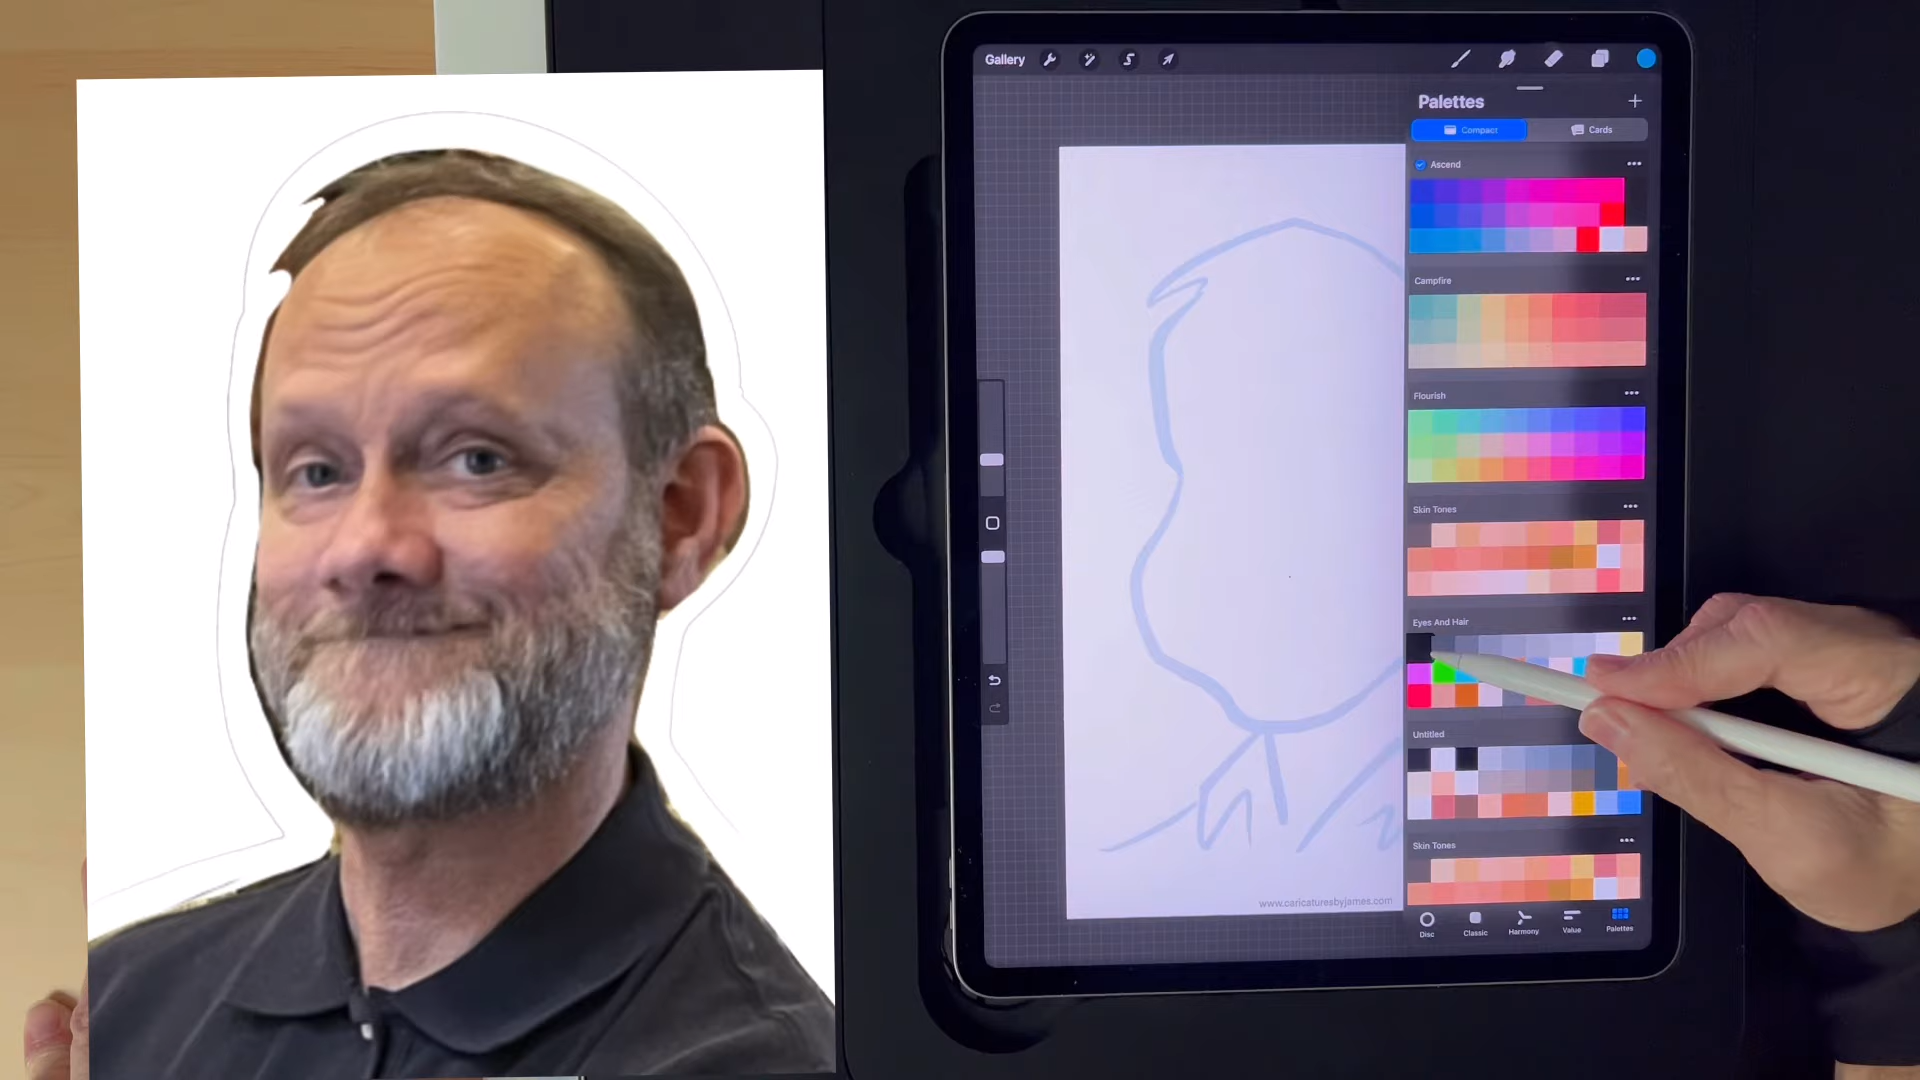 Gallery
Palettes
Compact
Cards
Ascend
Campfire
Flourish
Skin Tones
Eyes And Hair
Untitled
Skin Tones
www.caricaturesbyjames.com
Disc
Classic
Harmony
Value
Palettes